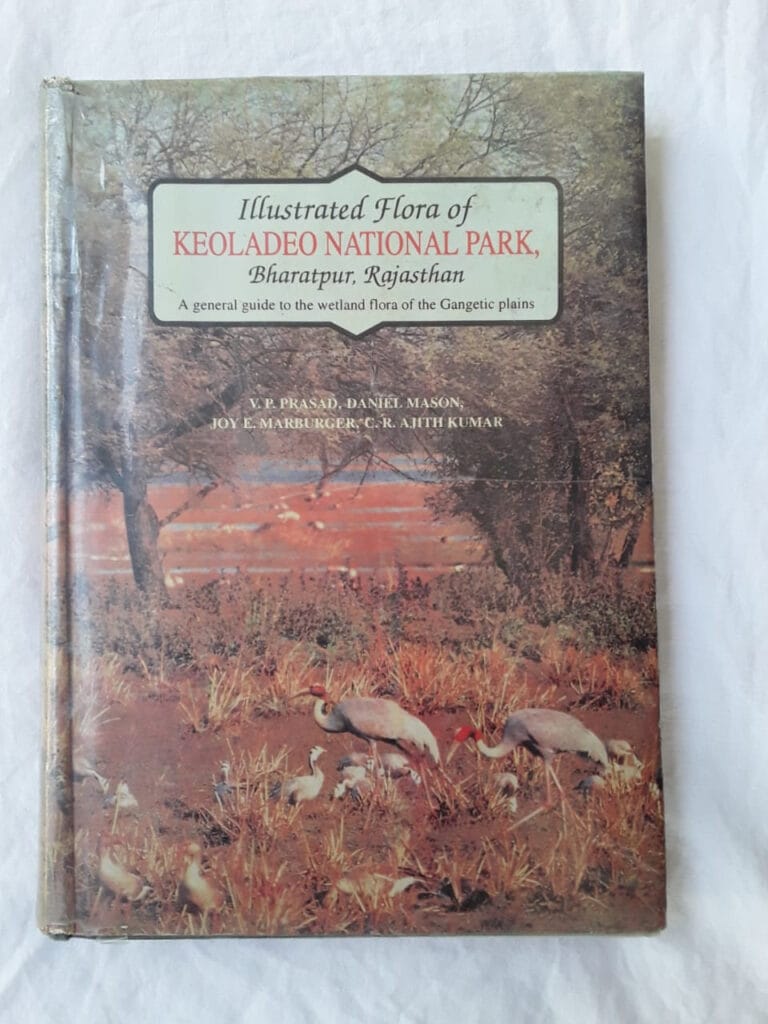 Illustrated Flora of
KEOLADEO NATIONAL PARK,
Bharatpur, Rajasthan
A general guide to the wetland flora of the Gangetic plains
V. P. PRASAD, DANIEL MASON,
JOY E. MARBURGER, C. R. AJITH KUMAR